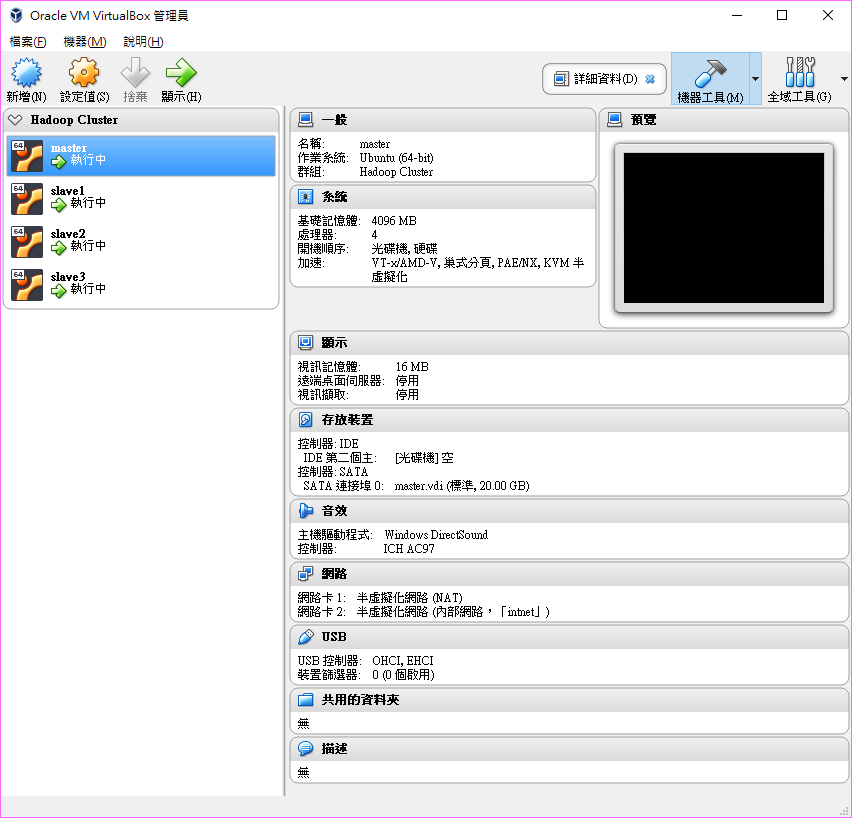 Oracle VM VirtualBox 管理員
檔案(F) 機器(M) 說明(H)
新增(N) 設定值(S) 捨棄 顯示(H)
詳細資料(D) 機器工具(M) 全域工具(G)
Hadoop Cluster
64 master
執行中
64 slave1
執行中
64 slave2
執行中
64 slave3
執行中
一般
名稱: master
作業系統: Ubuntu (64-bit)
群組: Hadoop Cluster
預覽
系統
基礎記憶體: 4096 MB
處理器: 4
開機順序: 光碟機, 硬碟
加速: VT-x/AMD-V, 巢式分頁, PAE/NX, KVM 半
虛擬化
顯示
視訊記憶體: 16 MB
遠端桌面伺服器: 停用
視訊擷取: 停用
存放裝置
控制器: IDE
IDE 第二個主: [光碟機] 空
控制器: SATA
SATA 連接埠 0: master.vdi (標準, 20.00 GB)
音效
主機驅動程式: Windows DirectSound
控制器: ICH AC97
網路
網路卡 1: 半虛擬化網路 (NAT)
網路卡 2: 半虛擬化網路 (內部網路，「intnet」)
USB
USB 控制器: OHCI, EHCI
裝置篩選器: 0 (0 個啟用)
共用的資料夾
無
描述
無